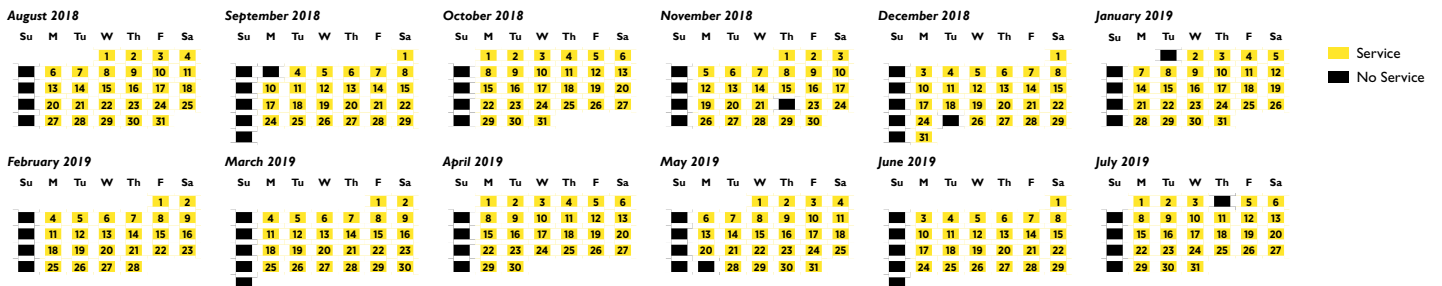 August 2018 September 2018 October 2018 November 2018 December 2018 January 2019
Su M Tu W Th F Sa Su M Tu W Th F Sa Su M Tu W Th F Sa Su M Tu W Th F Sa Su M Tu W Th F Sa Su M Tu W Th F Sa
1 2 3 4 1 1 2 3 4 5 6 1 2 3 1 2 3 4 5 Service
6 7 8 9 10 11 4 5 6 7 8 8 9 10 11 12 13 5 6 7 8 9 10 3 4 5 6 7 8 7 8 9 10 11 12 No Service
13 14 15 16 17 18 10 11 12 13 14 15 15 16 17 18 19 20 12 13 14 15 16 17 10 11 12 13 14 15 14 15 16 17 18 19
20 21 22 23 24 25 17 18 19 20 21 22 22 23 24 25 26 27 19 20 21 23 24 17 18 19 20 21 22 21 22 23 24 25 26
27 28 29 30 31 24 25 26 27 28 29 29 30 31 26 27 28 29 30 24 26 27 28 29 28 29 30 31
31
February 2019 March 2019 April 2019 May 2019 June 2019 July 2019
Su M Tu W Th F Sa Su M Tu W Th F Sa Su M Tu W Th F Sa Su M Tu W Th F Sa Su M Tu W Th F Sa Su M Tu W Th F Sa
1 2 1 2 1 2 3 4 5 6 1 2 3 4 1 1 2 3 5 6
4 5 6 7 8 9 4 5 6 7 8 9 8 9 10 11 12 13 6 7 8 9 10 11 3 4 5 6 7 8 8 9 10 11 12 13
11 12 13 14 15 16 11 12 13 14 15 16 15 16 17 18 19 20 13 14 15 16 17 18 10 11 12 13 14 15 15 16 17 18 19 20
18 19 20 21 22 23 18 19 20 21 22 23 22 23 24 25 26 27 20 21 22 23 24 25 17 18 19 20 21 22 22 23 24 25 26 27
25 26 27 28 25 26 27 28 29 30 29 30 28 29 30 31 24 25 26 27 28 29 29 30 31